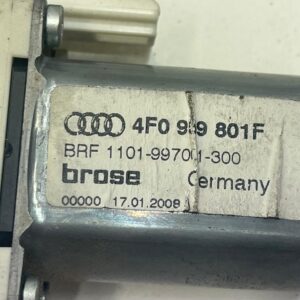 4F0 959 801F
BRF 1101-99701-300
brose Germany
00000 17.01.2008